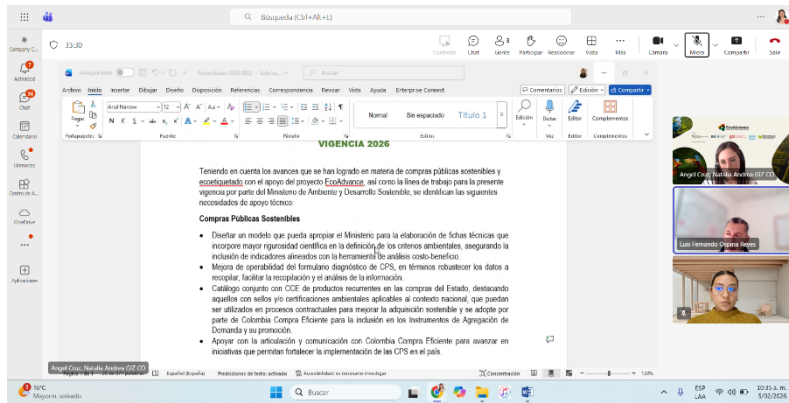 Búsqueda (Ctrl+Alt+E)
33:30
Chat
Gente
Participar
Reaccionar
Vista
Más
Cámara
Micro
Compartir
Salir
Actividad
Chat
Calendario
Llamadas
OneDrive
Aplicaciones
Buscar
Archivo Inicio Insertar Dibujar Diseño Disposición Referencias Correspondencia Revisar Vista Ayuda Enterprise Connect
Comentarios
Edición
Compartir
Arial Narrow
12
Pegar
Normal
Sin espaciado
Título 1
Edición
Dictar
Editor
Complementos
Portapapeles
Fuente
Párrafo
Estilos
Voz
Editor
Complementos
VIGENCIA 2026
Teniendo en cuenta los avances que se han logrado en materia de compras públicas sostenibles y
ecoetiquetado con el apoyo del proyecto EcoAdvance, así como la línea de trabajo para la presente
vigencia por parte del Ministerio de Ambiente y Desarrollo Sostenible, se identifican las siguientes
necesidades de apoyo técnico:
Compras Públicas Sostenibles
• Diseñar un modelo que pueda apropiar el Ministerio para la elaboración de fichas técnicas que
incorpore mayor rigurosidad científica en la definición de los criterios ambientales, asegurando la
inclusión de indicadores alineados con la herramienta de análisis costo-beneficio.
• Mejora de operabilidad del formulario diagnóstico de CPS, en términos robustecer los datos a
recopilar, facilitar la recopilación y el análisis de la información.
• Catálogo conjunto con CCE de productos recurrentes en las compras del Estado, destacando
aquellos con sellos y/o certificaciones ambientales aplicables al contexto nacional, que puedan
ser utilizados en procesos contractuales para mejorar la adquisición sostenible y se adopte por
parte de Colombia Compra Eficiente para la inclusión en los Instrumentos de Agregación de
Demanda y su promoción.
• Apoyar con la articulación y comunicación con Colombia Compra Eficiente para avanzar en
iniciativas que permitan fortalecer la implementación de las CPS en el país.
Angel Cruz, Natalia Andrea GIZ CO
Luis Fernando Ospina Reyes
Angel Cruz, Natalia Andrea GIZ CO
Español (España)
Predicciones de texto: activado
Accesibilidad: es necesario investigar
Concentración
120%
Mayorm. soleado
Buscar
ESP
LAA
10:35 a. m.
5/02/2026